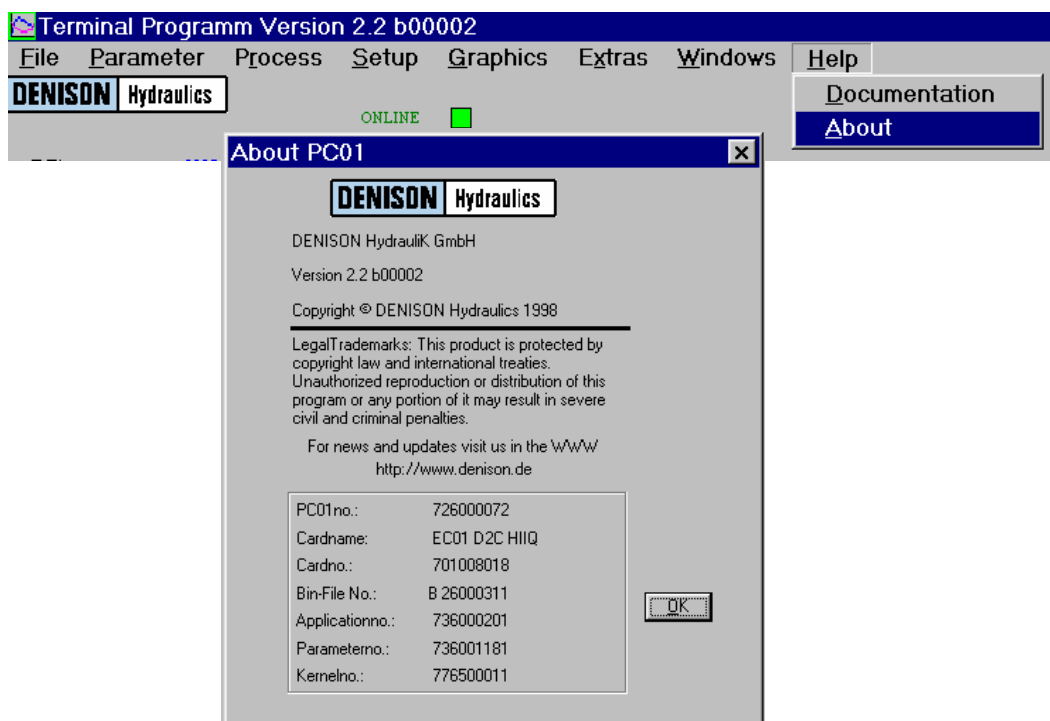 Terminal Programm Version 2.2 b00002
File Parameter Process Setup Graphics Extras Windows Help
DENISON Hydraulics
Documentation
ONLINE
About
About PC01
DENISON Hydraulics
DENISON HydrauliK GmbH
Version 2.2 b00002
Copyright © DENISON Hydraulics 1998
LegalTrademarks: This product is protected by
copyright law and international treaties.
Unauthorized reproduction or distribution of this
program or any portion of it may result in severe
civil and criminal penalties.
For news and updates visit us in the WWW
http://www.denison.de
PC01no.: 726000072
Cardname: EC01 D2C HIIQ
Cardno.: 701008018
Bin-File No.: B 26000311
Applicationno.: 736000201
Parameterno.: 736001181
Kernelno.: 776500011
OK